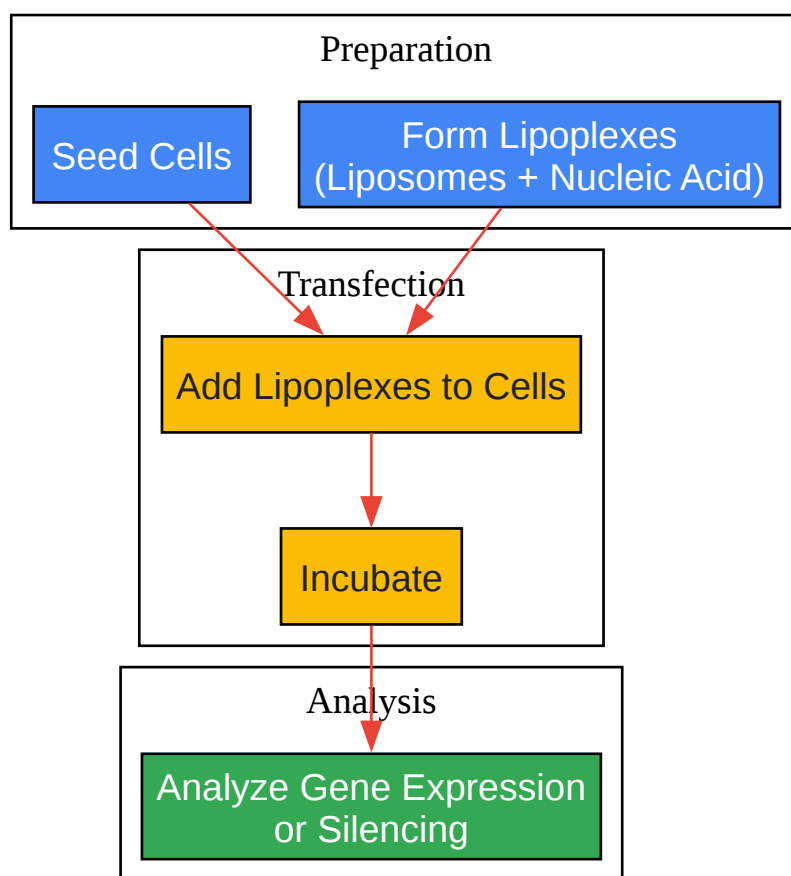 Preparation
Seed Cells
Form Lipoplexes
(Liposomes + Nucleic Acid)
Transfection
Add Lipoplexes to Cells
Incubate
Analysis
Analyze Gene Expression
or Silencing